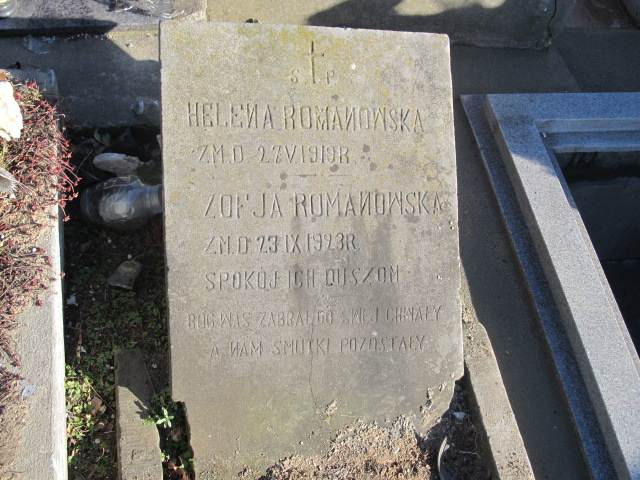 Ś P
HELENA ROMANOWSKA
ZM.D. 2.V.1919R.
ZOFJA ROMANOWSKA
ZM.D. 23.IX.1923R.
SPOKÓJ ICH DUSZOM
BÓG WAS ZABRAŁ DO SWEJ CHWAŁY
A NAM SMUTKI POZOSTAŁY